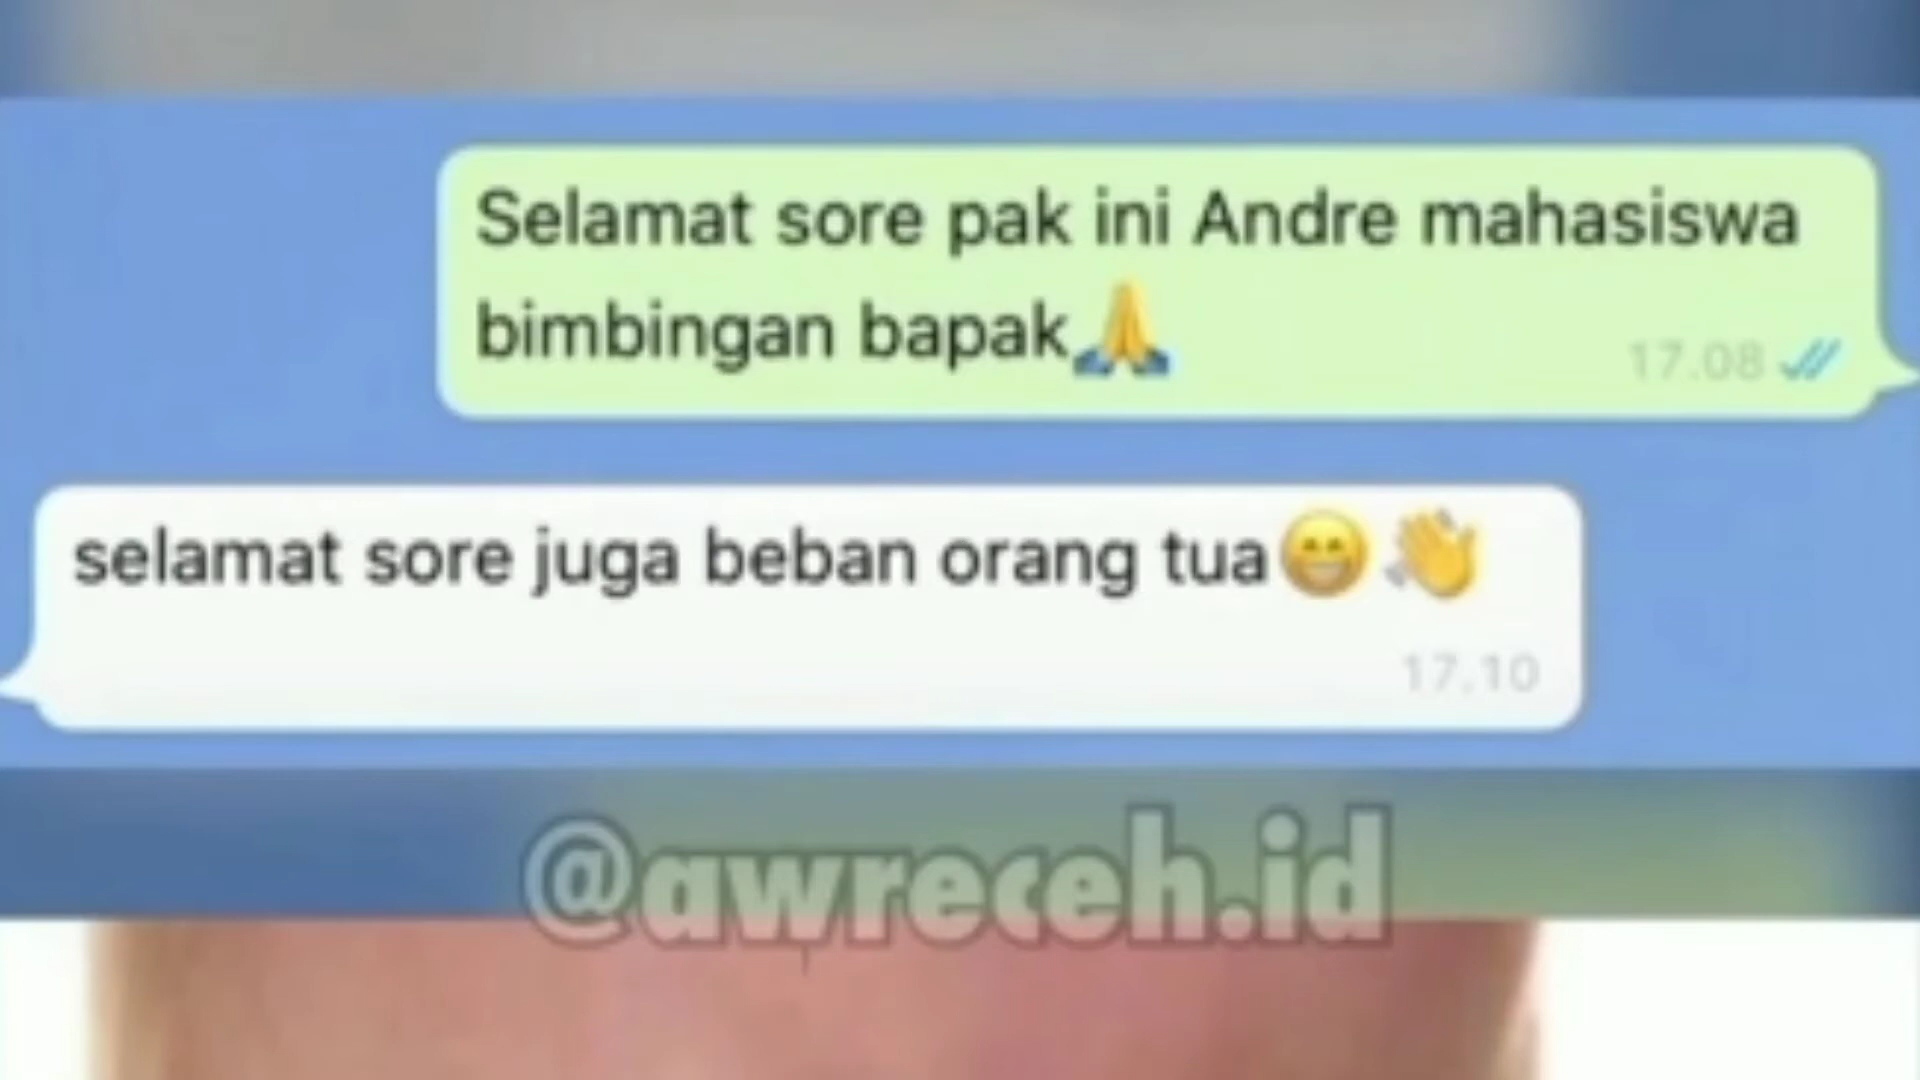 Selamat sore pak ini Andre mahasiswa
bimbingan bapak🙏
17.08
selamat sore juga beban orang tua😁👏
17.10
@awreceh.id